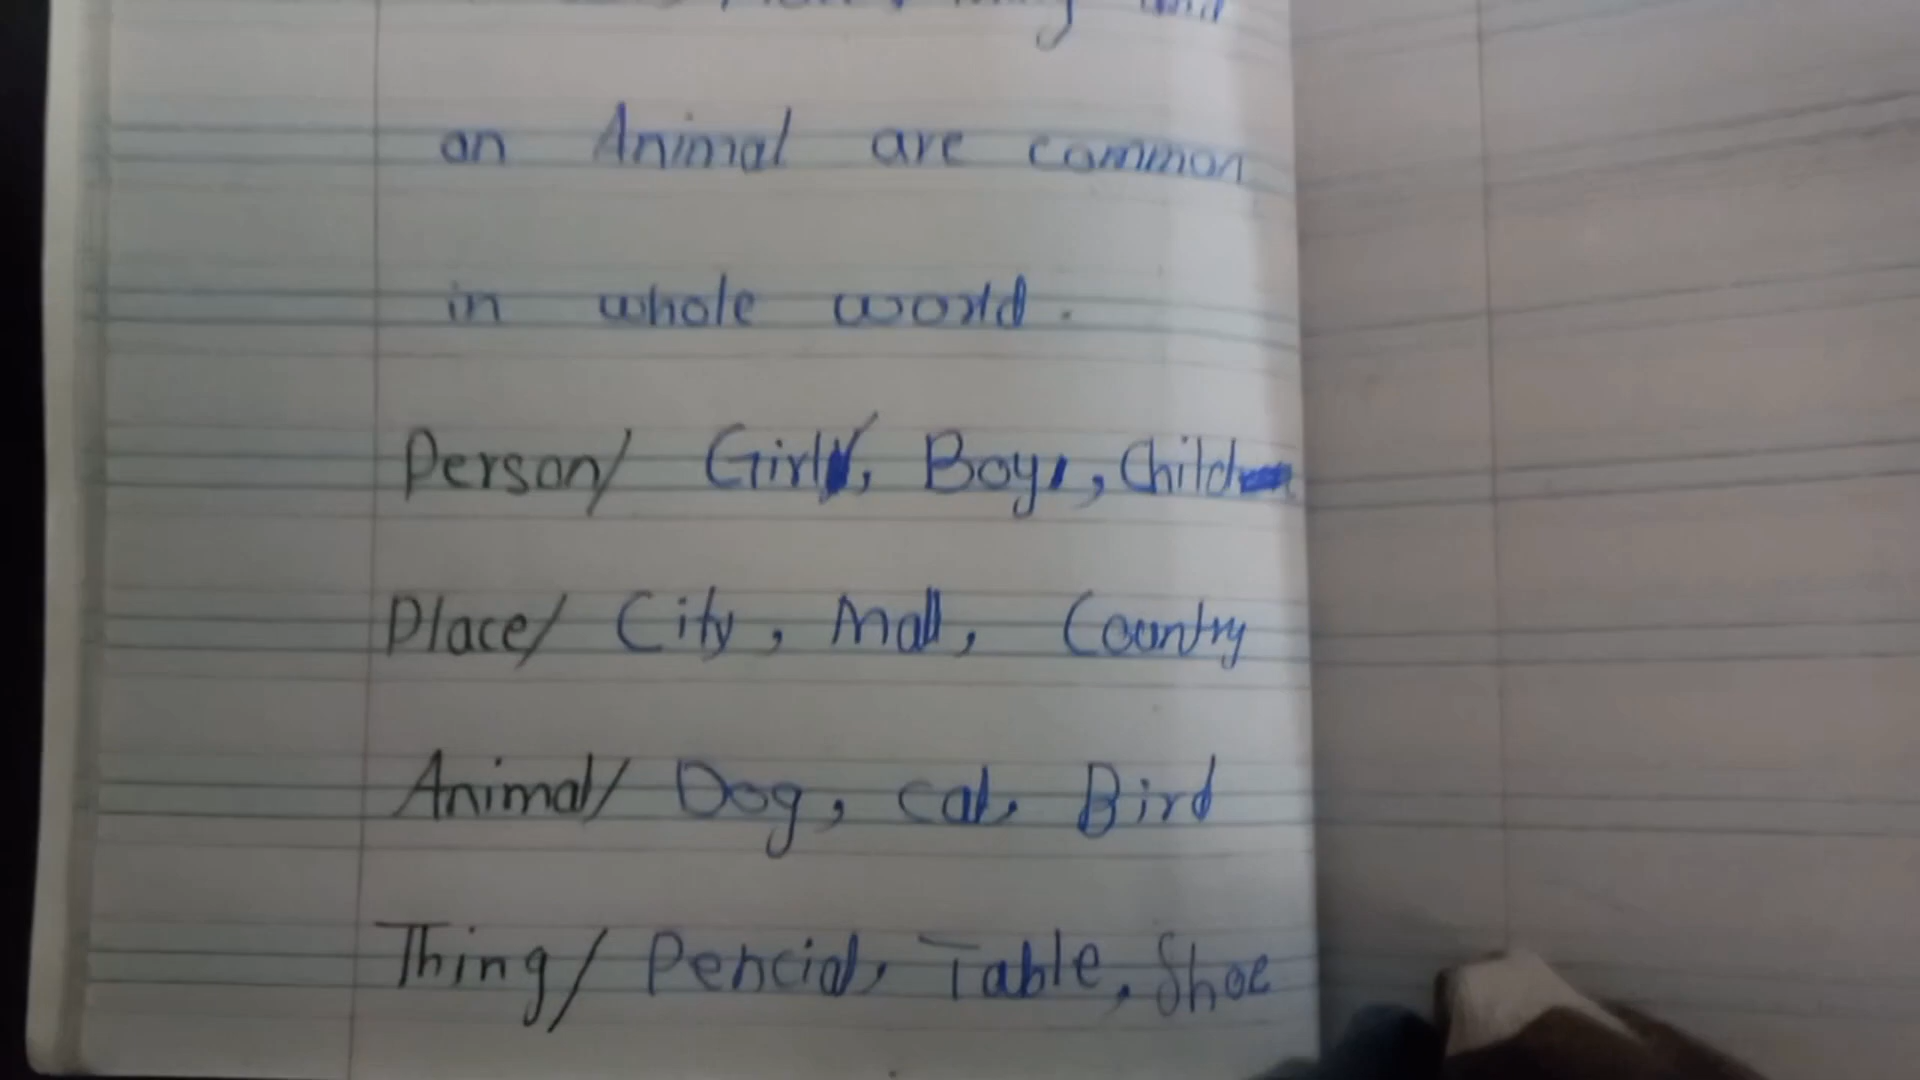 an Animal are common
in whole world.
Person/ Girl, Boy, Child
Place/ City, Mall, Country
Animal/ Dog, Cat, Bird
Thing/ Pencial, Table, Shoe